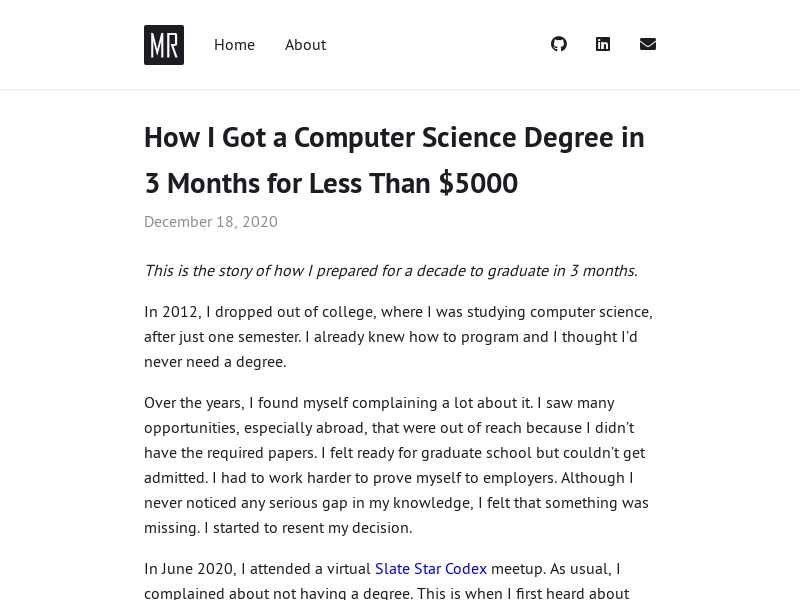 MR
Home
About
How I Got a Computer Science Degree in
3 Months for Less Than $5000
December 18, 2020
This is the story of how I prepared for a decade to graduate in 3 months.
In 2012, I dropped out of college, where I was studying computer science,
after just one semester. I already knew how to program and I thought I’d
never need a degree.
Over the years, I found myself complaining a lot about it. I saw many
opportunities, especially abroad, that were out of reach because I didn’t
have the required papers. I felt ready for graduate school but couldn’t get
admitted. I had to work harder to prove myself to employers. Although I
never noticed any serious gap in my knowledge, I felt that something was
missing. I started to resent my decision.
In June 2020, I attended a virtual Slate Star Codex meetup. As usual, I
complained about not having a degree. This is when I first heard about